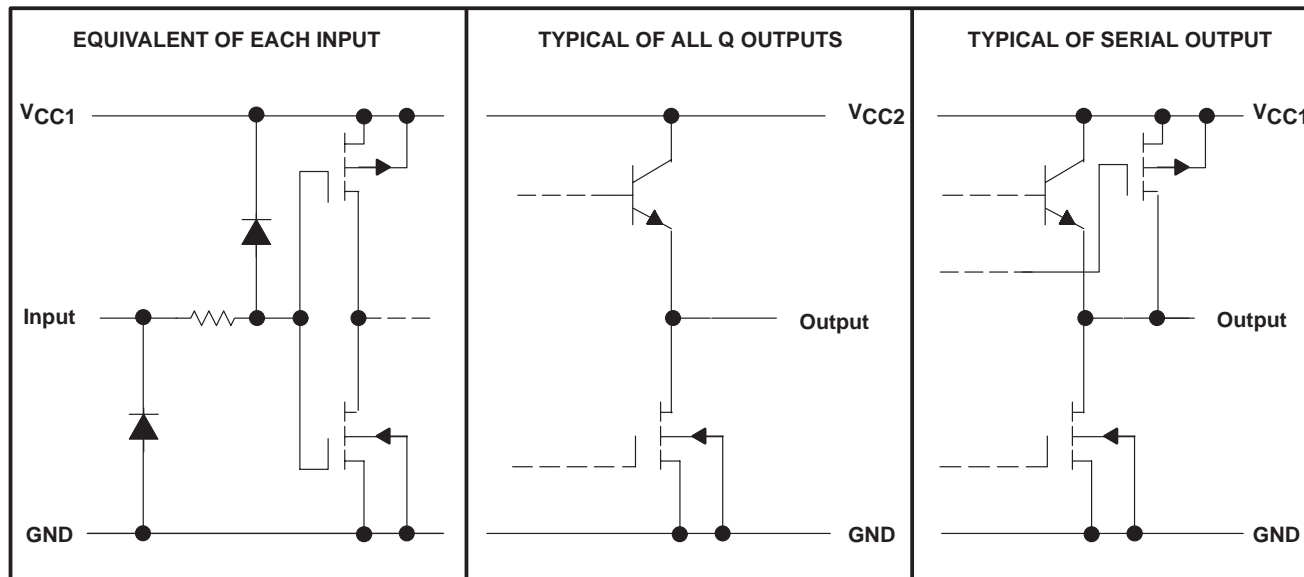 EQUIVALENT OF EACH INPUT
VCC1
Input
GND
TYPICAL OF ALL Q OUTPUTS
VCC2
Output
GND
TYPICAL OF SERIAL OUTPUT
VCC1
Output
GND